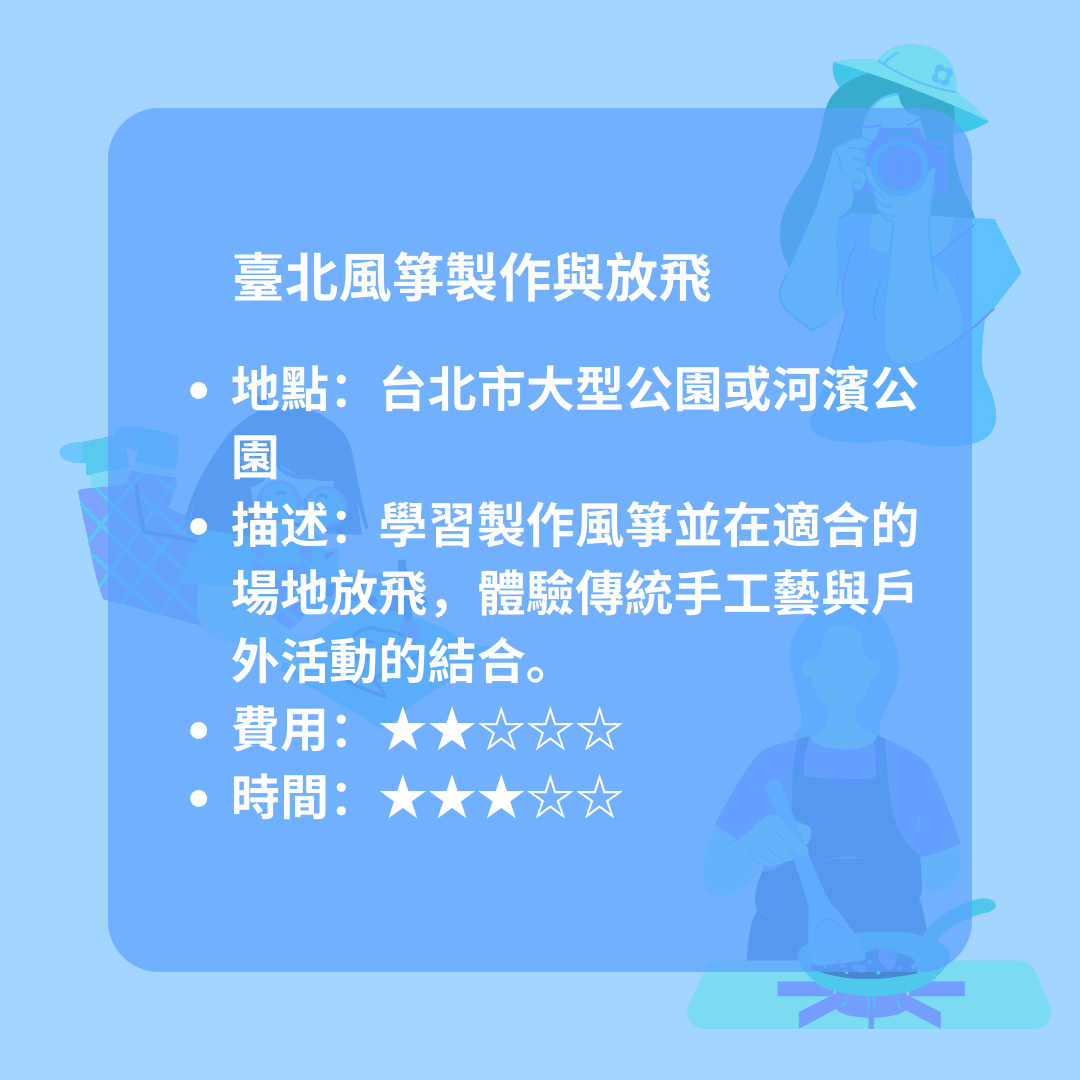 臺北風箏製作與放飛
• 地點：台北市大型公園或河濱公
園
• 描述：學習製作風箏並在適合的
場地放飛，體驗傳統手工藝與戶
外活動的結合。
• 費用：★★☆☆☆
• 時間：★★★☆☆